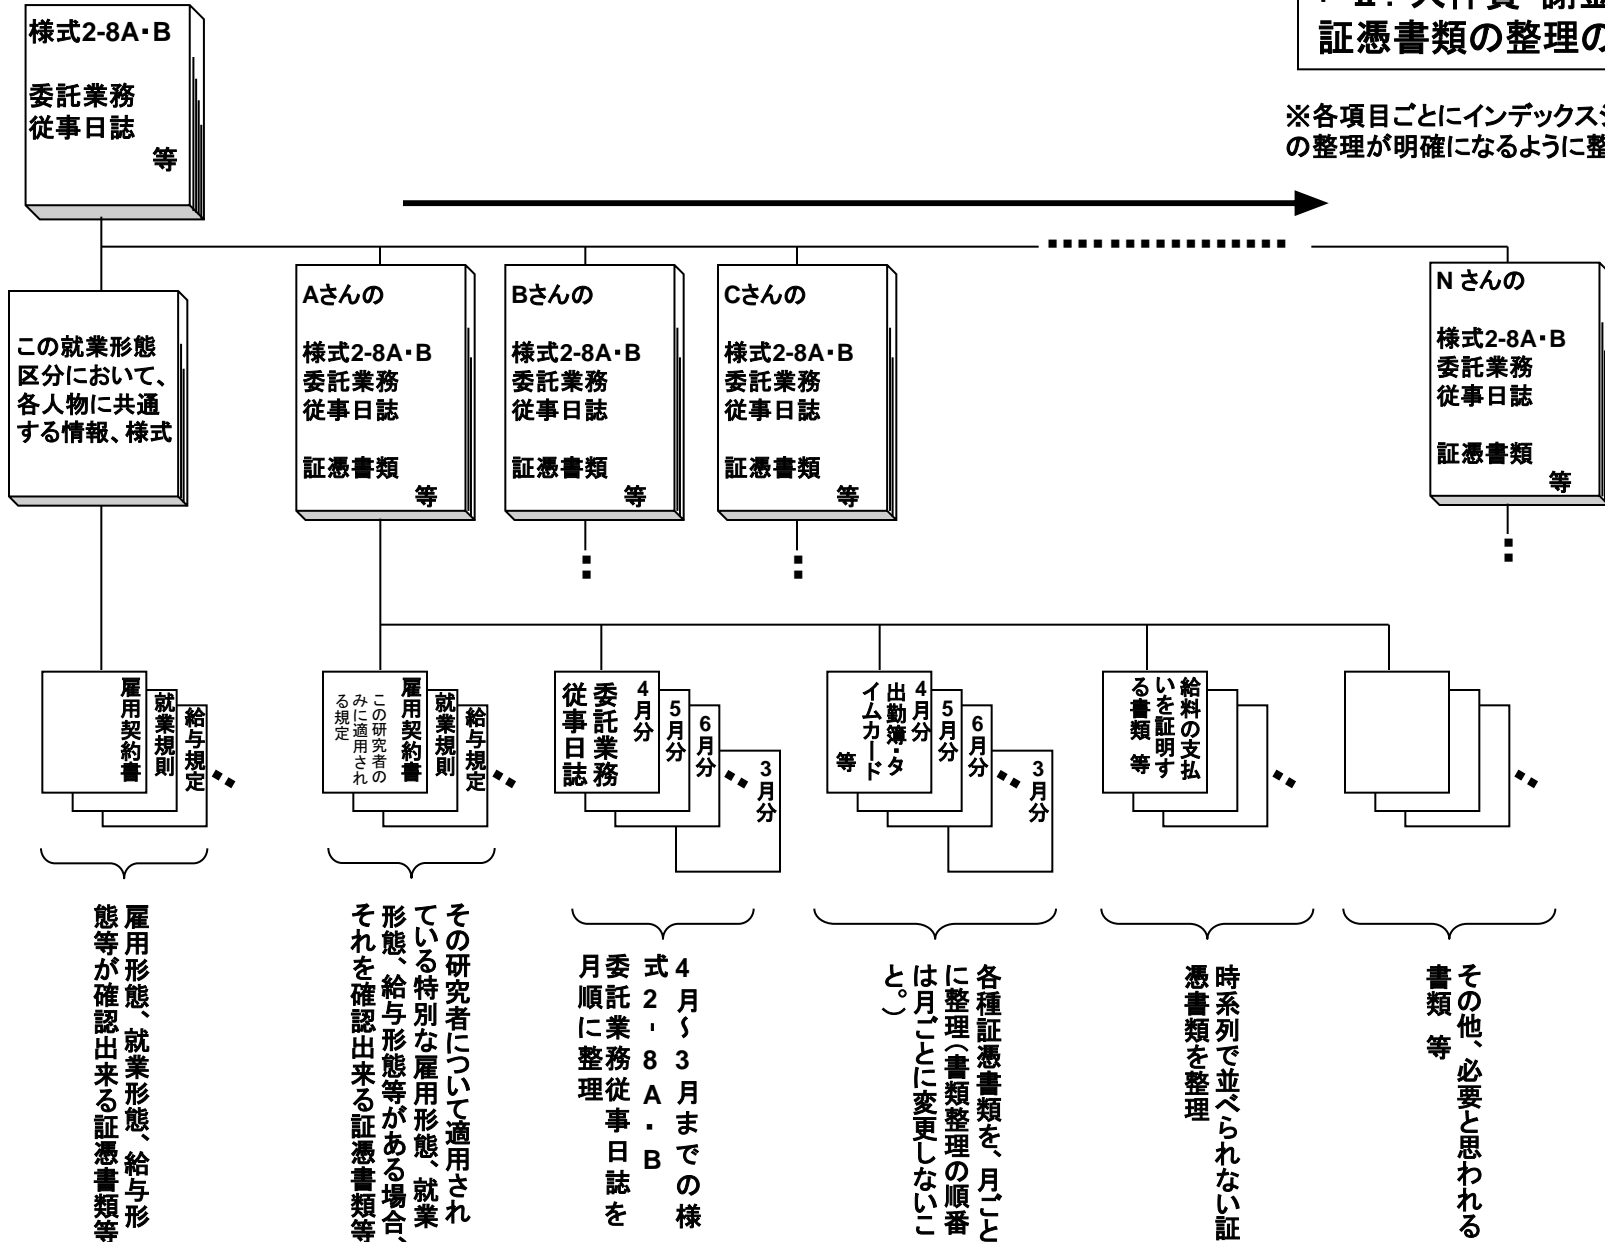 様式2-8A・B
委託業務
従事日誌
等
証憑書類の整理の
※各項目ごとにインデックス
の整理が明確になるように整
この就業形態
区分において、
各人物に共通
する情報、様式
Aさんの
様式2-8A・B
委託業務
従事日誌
証憑書類
等
Bさんの
様式2-8A・B
委託業務
従事日誌
証憑書類
等
Cさんの
様式2-8A・B
委託業務
従事日誌
証憑書類
等
N さんの
様式2-8A・B
委託業務
従事日誌
証憑書類
等
雇用契約書
就業規則
給与規定
雇用契約書
この研究者の
みに適用され
る規定
就業規則
給与規定
4月分
委託業務
従事日誌
5月分
6月分
3月分
4月分
出勤簿・タ
イムカード
等
5月分
6月分
3月分
給料の支払
いを証明す
る書類 等
雇用形態、就業形態、給与形
態等が確認出来る証憑書類等
その研究者について適用され
ている特別な雇用形態、就業
形態、給与形態等がある場合、
それを確認出来る証憑書類等
4月~3月までの様
式2-8A・B
委託業務従事日誌を
月順に整理
各種証憑書類を、月ごと
に整理(書類整理の順番
は月ごとに変更しないこ
と。)
時系列で並べられない証
憑書類を整理
その他、必要と思われる
書類 等